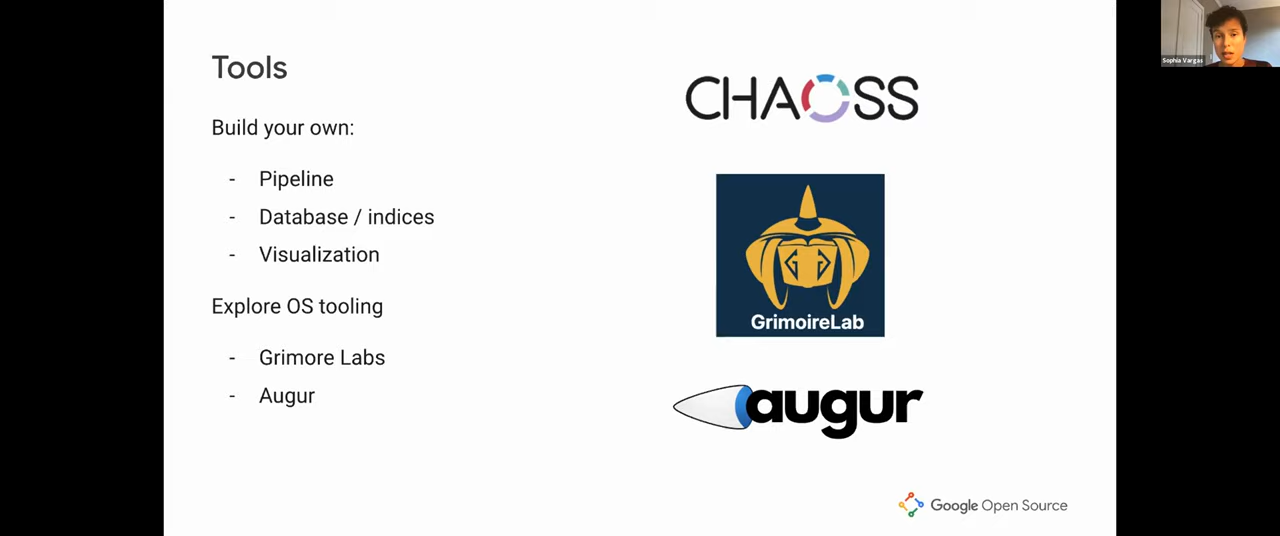 Tools
Build your own:
- Pipeline
- Database / indices
- Visualization
Explore OS tooling
- Grimore Labs
- Augur
CHAOSS
GrimoireLab
augur
Google Open Source
Sophia Vargas